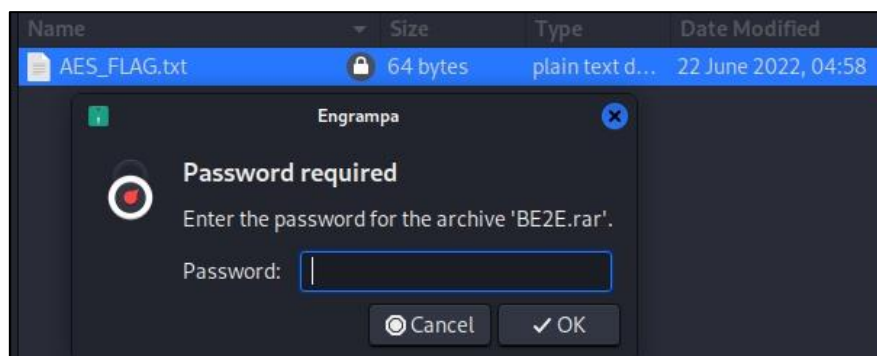 Name Size Type Date Modified
AES_FLAG.txt 64 bytes plain text d... 22 June 2022, 04:58
Engrampa
Password required
Enter the password for the archive 'BE2E.rar'.
Password:
Cancel OK